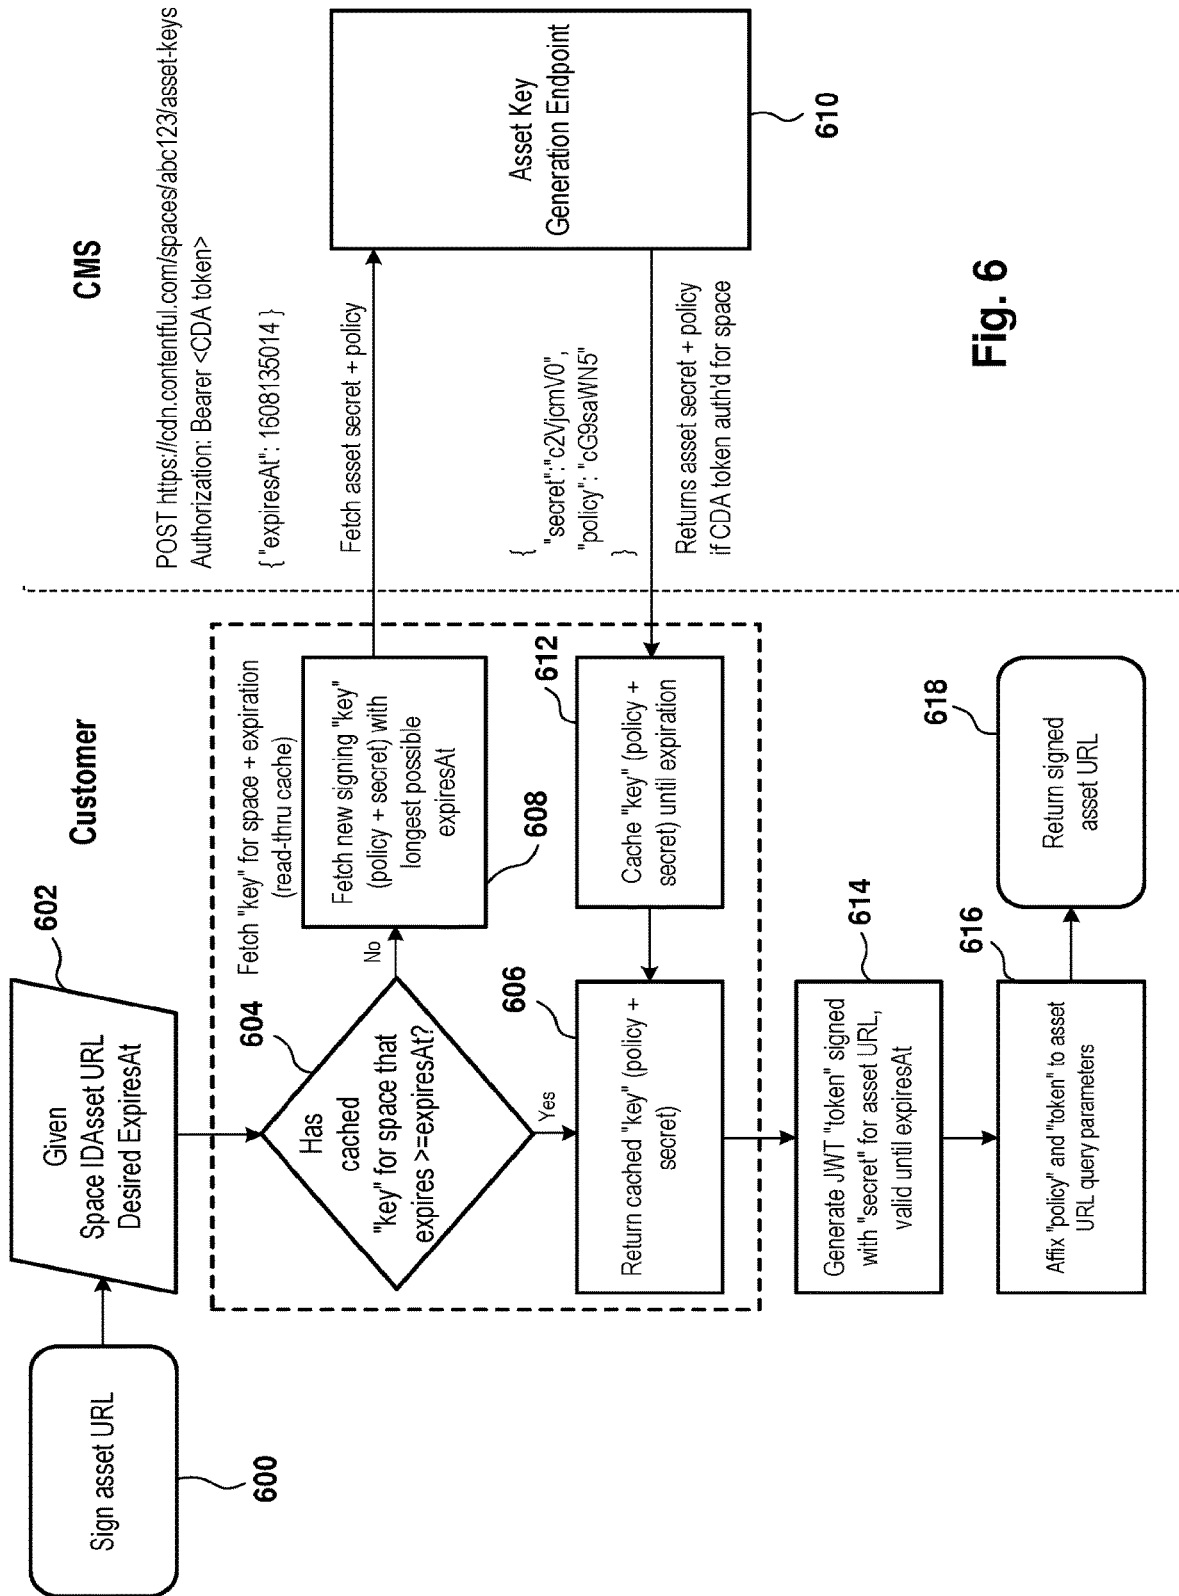 Customer
CMS
Sign asset URL
600
Given
Space IDAsset URL
Desired ExpiresAt
602
Fetch "key" for space + expiration
(read-thru cache)
Has
cached
"key" for space that
expires >=expiresAt?
604
No
Yes
Fetch new signing "key"
(policy + secret) with
longest possible
expiresAt
608
POST https://cdn.contentful.com/spaces/abc123/asset-keys
Authorization: Bearer <CDA token>
{ "expiresAt": 1608135014 }
Fetch asset secret + policy
Asset Key
Generation Endpoint
610
{
"secret":"c2VjcmV0",
"policy": "cG9saWN5"
}
Returns asset secret + policy
if CDA token auth'd for space
Cache "key" (policy +
secret) until expiration
612
Return cached "key" (policy +
secret)
606
Generate JWT "token" signed
with "secret" for asset URL,
valid until expiresAt
614
Affix "policy" and "token" to asset
URL query parameters
616
Return signed
asset URL
618
Fig. 6